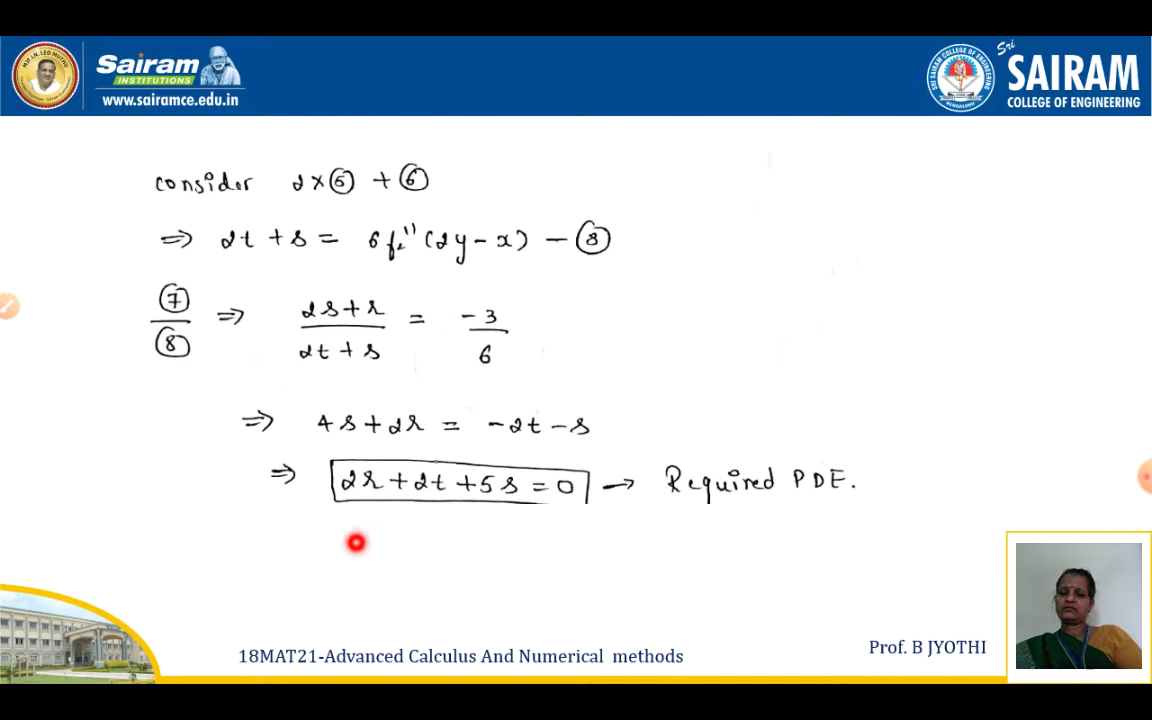 Sairam
INSTITUTIONS
www.sairamce.edu.in
Sri
SAIRAM
COLLEGE OF ENGINEERING
consider 2×⑤ + ⑥
⇒ 2t + s = 6 f₂'' (2y − x) − ⑧
⑦/⑧ ⇒ (2s + r)/(2t + s) = −3/6
⇒ 4s + 2r = −2t − s
⇒ 2r + 2t + 5s = 0 → Required PDE.
Prof. B JYOTHI
18MAT21-Advanced Calculus And Numerical methods